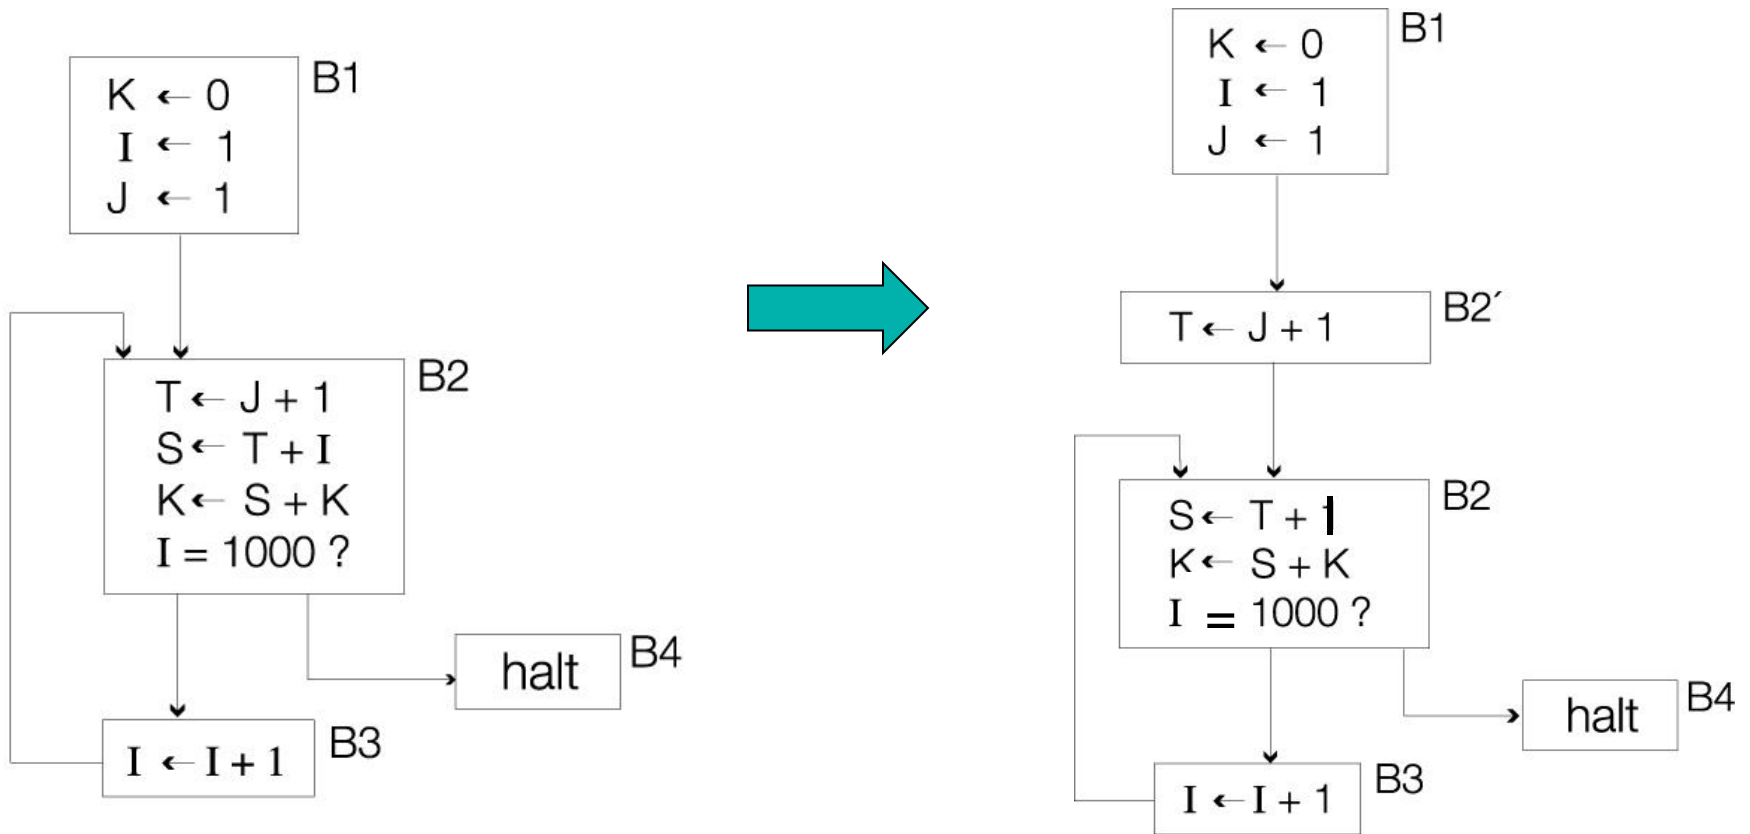 K ← 0
I ← 1
J ← 1
B1
T ← J + 1
S ← T + I
K ← S + K
I = 1000 ?
B2
halt
B4
I ← I + 1
B3
K ← 0
I ← 1
J ← 1
B1
T ← J + 1
B2´
S ← T + I
K ← S + K
I = 1000 ?
B2
halt
B4
I ← I + 1
B3